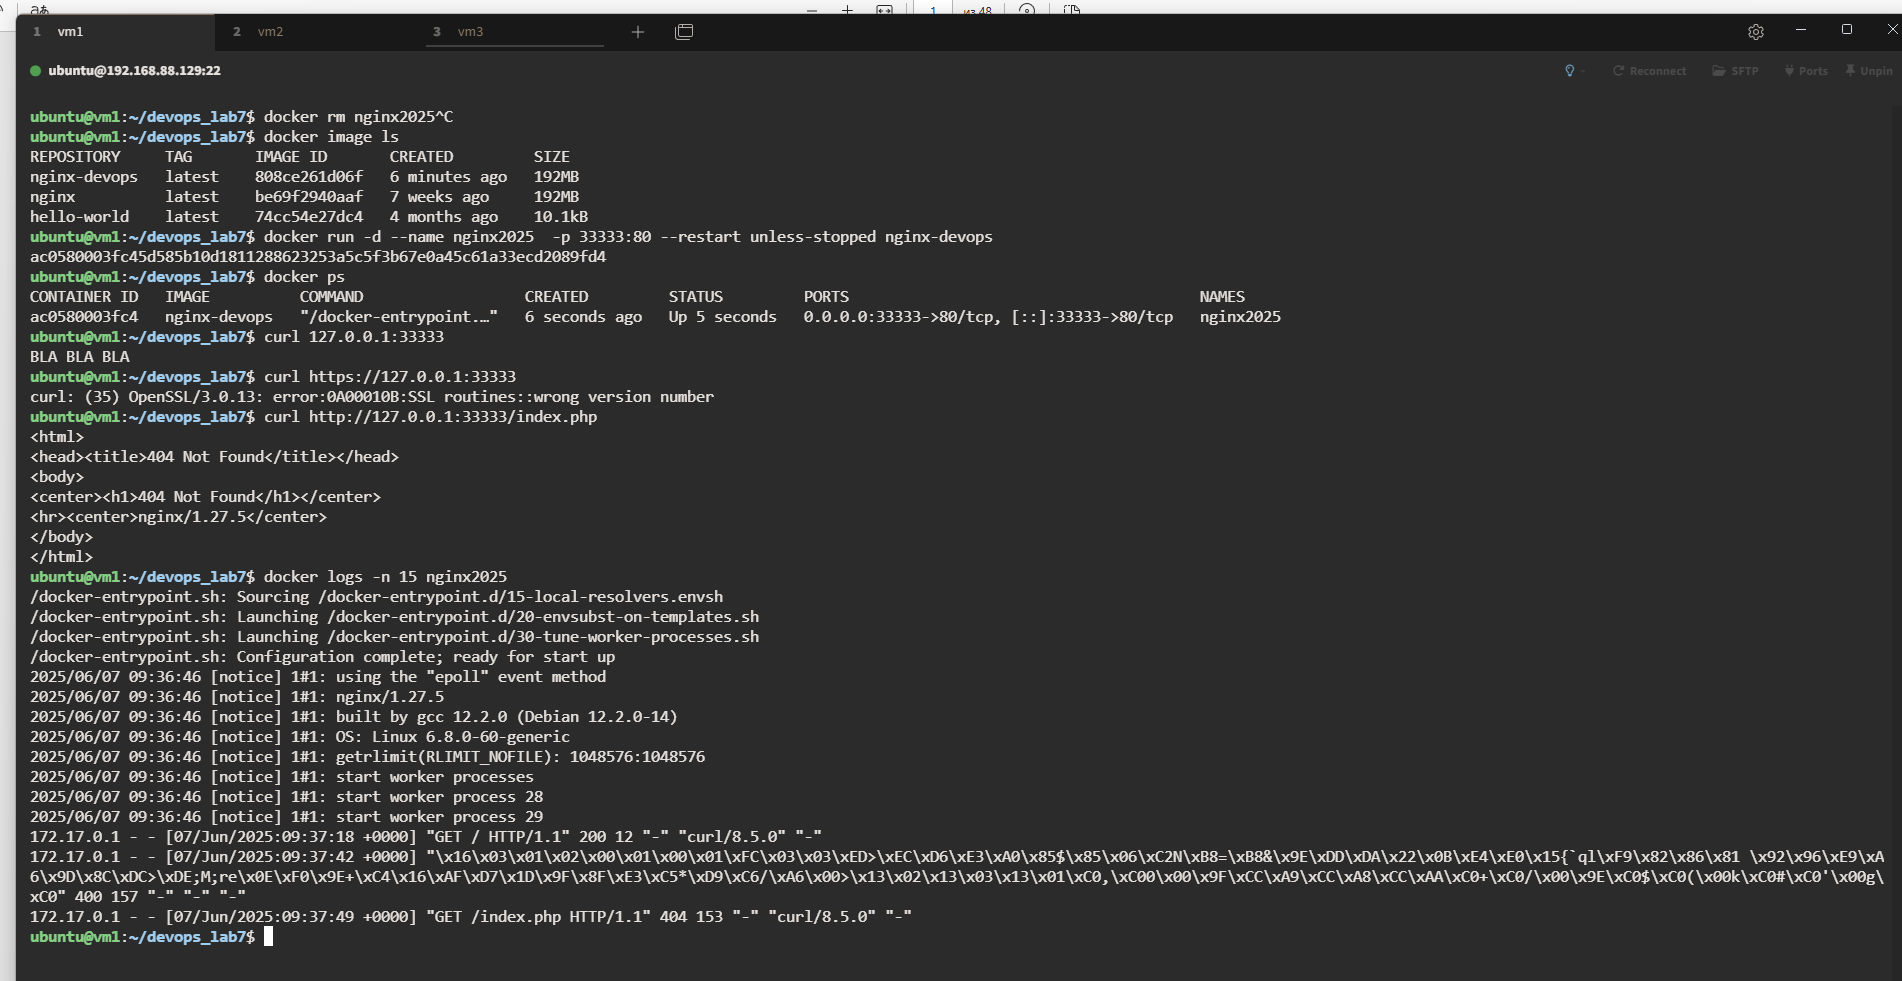 1 из 48
1 vm1 2 vm2 3 vm3
ubuntu@192.168.88.129:22 Reconnect SFTP Ports Unpin
ubuntu@vm1:~/devops_lab7$ docker rm nginx2025^C
ubuntu@vm1:~/devops_lab7$ docker image ls
REPOSITORY TAG IMAGE ID CREATED SIZE
nginx-devops latest 808ce261d06f 6 minutes ago 192MB
nginx latest be69f2940aaf 7 weeks ago 192MB
hello-world latest 74cc54e27dc4 4 months ago 10.1kB
ubuntu@vm1:~/devops_lab7$ docker run -d --name nginx2025  -p 33333:80 --restart unless-stopped nginx-devops
ac0580003fc45d585b10d1811288623253a5c5f3b67e0a45c61a33ecd2089fd4
ubuntu@vm1:~/devops_lab7$ docker ps
CONTAINER ID IMAGE COMMAND CREATED STATUS PORTS NAMES
ac0580003fc4 nginx-devops "/docker-entrypoint.…" 6 seconds ago Up 5 seconds 0.0.0.0:33333->80/tcp, [::]:33333->80/tcp nginx2025
ubuntu@vm1:~/devops_lab7$ curl 127.0.0.1:33333
BLA BLA BLA
ubuntu@vm1:~/devops_lab7$ curl https://127.0.0.1:33333
curl: (35) OpenSSL/3.0.13: error:0A00010B:SSL routines::wrong version number
ubuntu@vm1:~/devops_lab7$ curl http://127.0.0.1:33333/index.php
<html>
<head><title>404 Not Found</title></head>
<body>
<center><h1>404 Not Found</h1></center>
<hr><center>nginx/1.27.5</center>
</body>
</html>
ubuntu@vm1:~/devops_lab7$ docker logs -n 15 nginx2025
/docker-entrypoint.sh: Sourcing /docker-entrypoint.d/15-local-resolvers.envsh
/docker-entrypoint.sh: Launching /docker-entrypoint.d/20-envsubst-on-templates.sh
/docker-entrypoint.sh: Launching /docker-entrypoint.d/30-tune-worker-processes.sh
/docker-entrypoint.sh: Configuration complete; ready for start up
2025/06/07 09:36:46 [notice] 1#1: using the "epoll" event method
2025/06/07 09:36:46 [notice] 1#1: nginx/1.27.5
2025/06/07 09:36:46 [notice] 1#1: built by gcc 12.2.0 (Debian 12.2.0-14)
2025/06/07 09:36:46 [notice] 1#1: OS: Linux 6.8.0-60-generic
2025/06/07 09:36:46 [notice] 1#1: getrlimit(RLIMIT_NOFILE): 1048576:1048576
2025/06/07 09:36:46 [notice] 1#1: start worker processes
2025/06/07 09:36:46 [notice] 1#1: start worker process 28
2025/06/07 09:36:46 [notice] 1#1: start worker process 29
172.17.0.1 - - [07/Jun/2025:09:37:18 +0000] "GET / HTTP/1.1" 200 12 "-" "curl/8.5.0" "-"
172.17.0.1 - - [07/Jun/2025:09:37:42 +0000] "\x16\x03\x01\x02\x00\x01\x00\x01\xFC\x03\x03\xED>\xEC\xD6\xE3\xA0\x85$\x85\x06\xC2N\xB8=\xB8&\x9E\xDD\xDA\x22\x0B\xE4\xE0\x15{`ql\xF9\x82\x86\x81 \x92\x96\xE9\xA
6\x9D\x8C\xDC>\xDE;M;re\x0E\xF0\x9E+\xC4\x16\xAF\xD7\x1D\x9F\x8F\xE3\xC5*\xD9\xC6/\xA6\x00>\x13\x02\x13\x03\x13\x01\xC0,\xC00\x00\x9F\xCC\xA9\xCC\xA8\xCC\xAA\xC0+\xC0/\x00\x9E\xC0$\xC0(\x00k\xC0#\xC0'\x00g\
xC0" 400 157 "-" "-" "-"
172.17.0.1 - - [07/Jun/2025:09:37:49 +0000] "GET /index.php HTTP/1.1" 404 153 "-" "curl/8.5.0" "-"
ubuntu@vm1:~/devops_lab7$